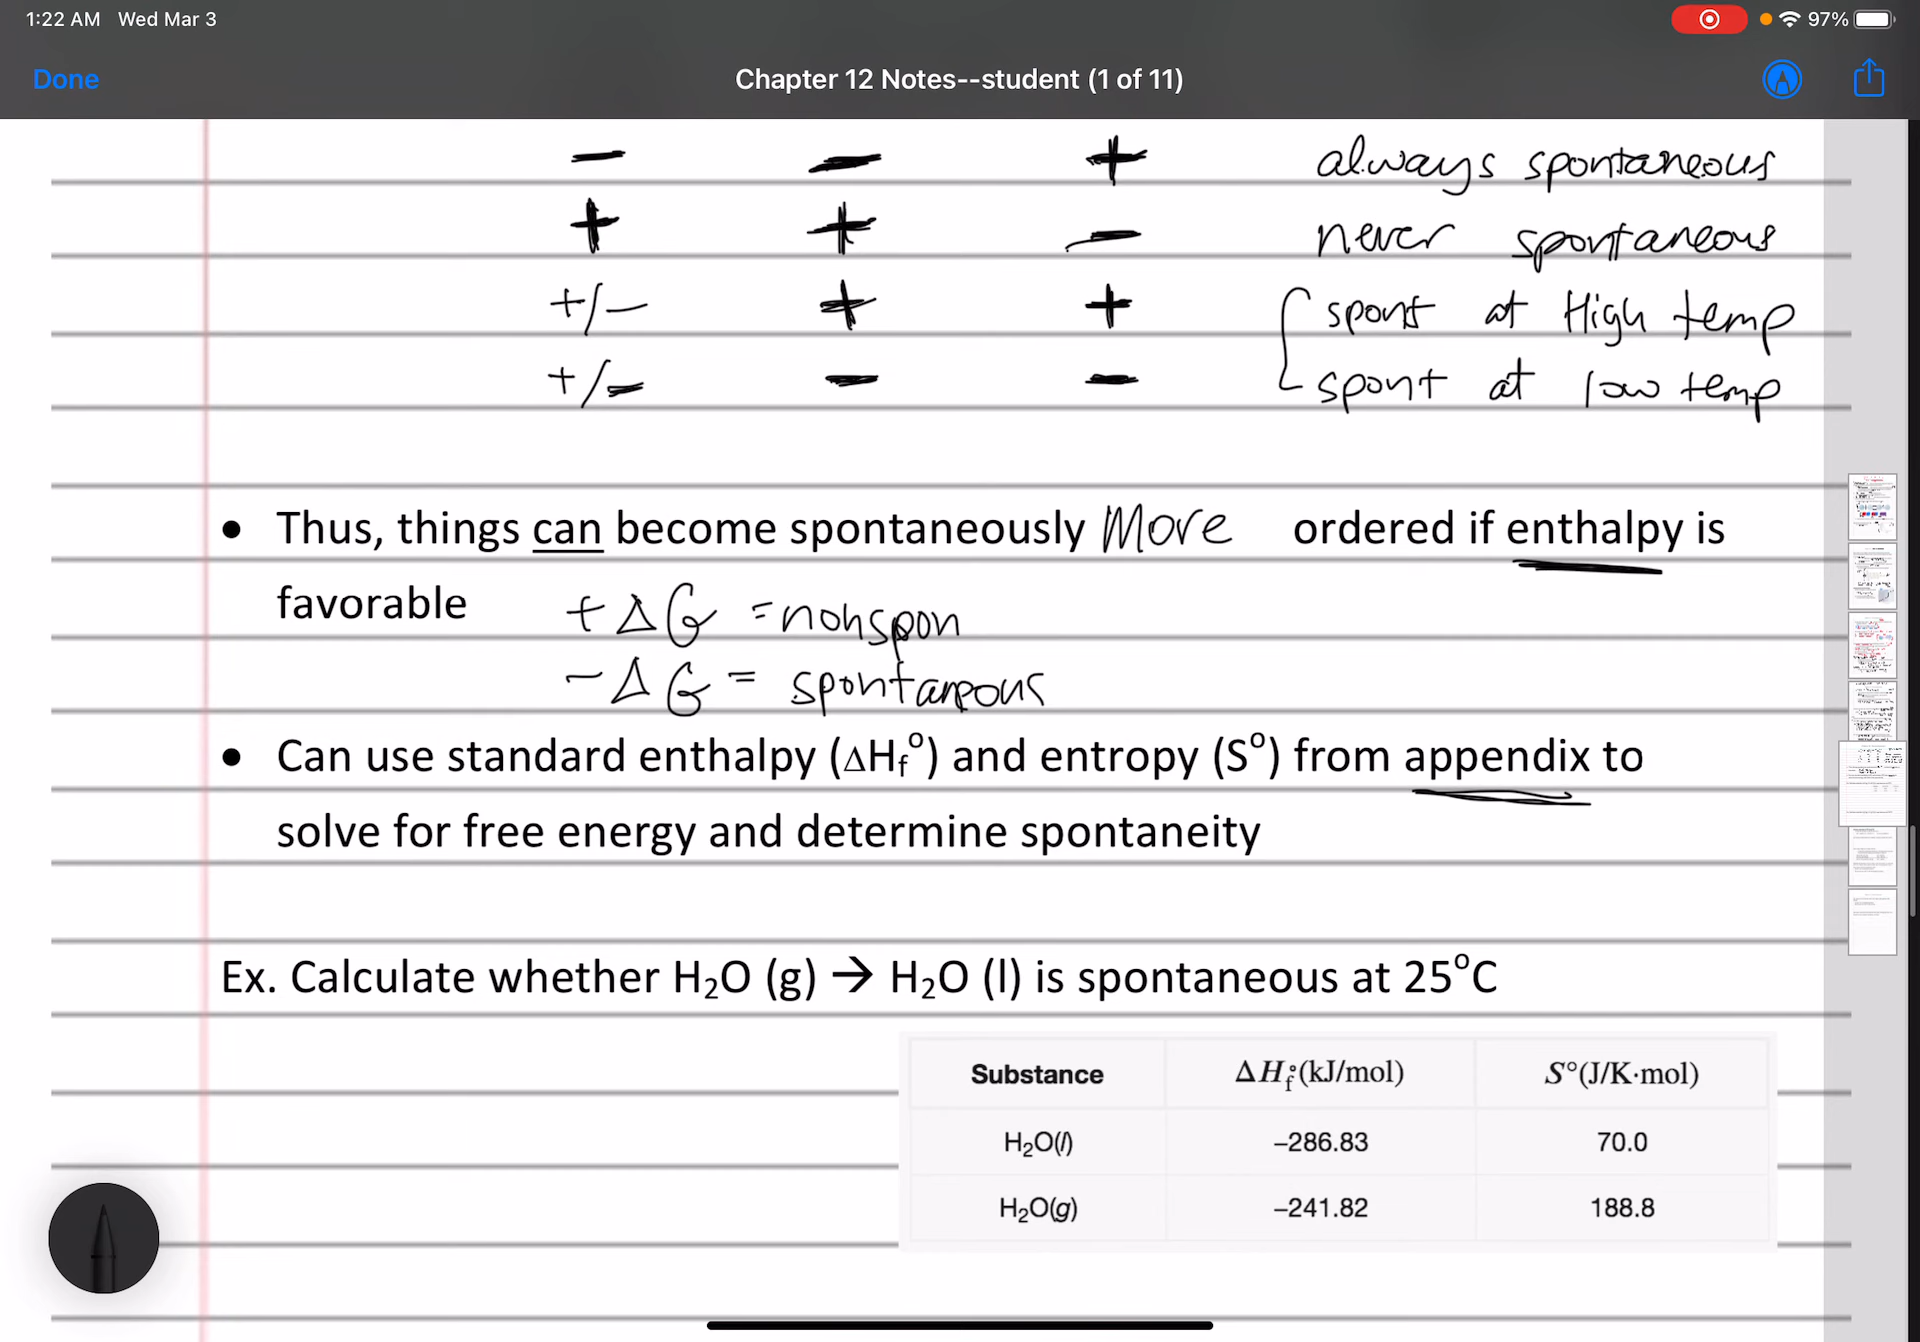 1:22 AM Wed Mar 3
97%
Done
Chapter 12 Notes--student (1 of 11)
− − + always spontaneous
+ + − never spontaneous
+/− + + spont at High temp
+/− − − spont at low temp
• Thus, things can become spontaneously More ordered if enthalpy is
favorable
+ΔG = nonspon
−ΔG = spontaneous
• Can use standard enthalpy (ΔHf°) and entropy (S°) from appendix to
solve for free energy and determine spontaneity
Ex. Calculate whether H₂O (g) → H₂O (l) is spontaneous at 25°C
Substance ΔHf°(kJ/mol) S°(J/K·mol)
H₂O(l) −286.83 70.0
H₂O(g) −241.82 188.8